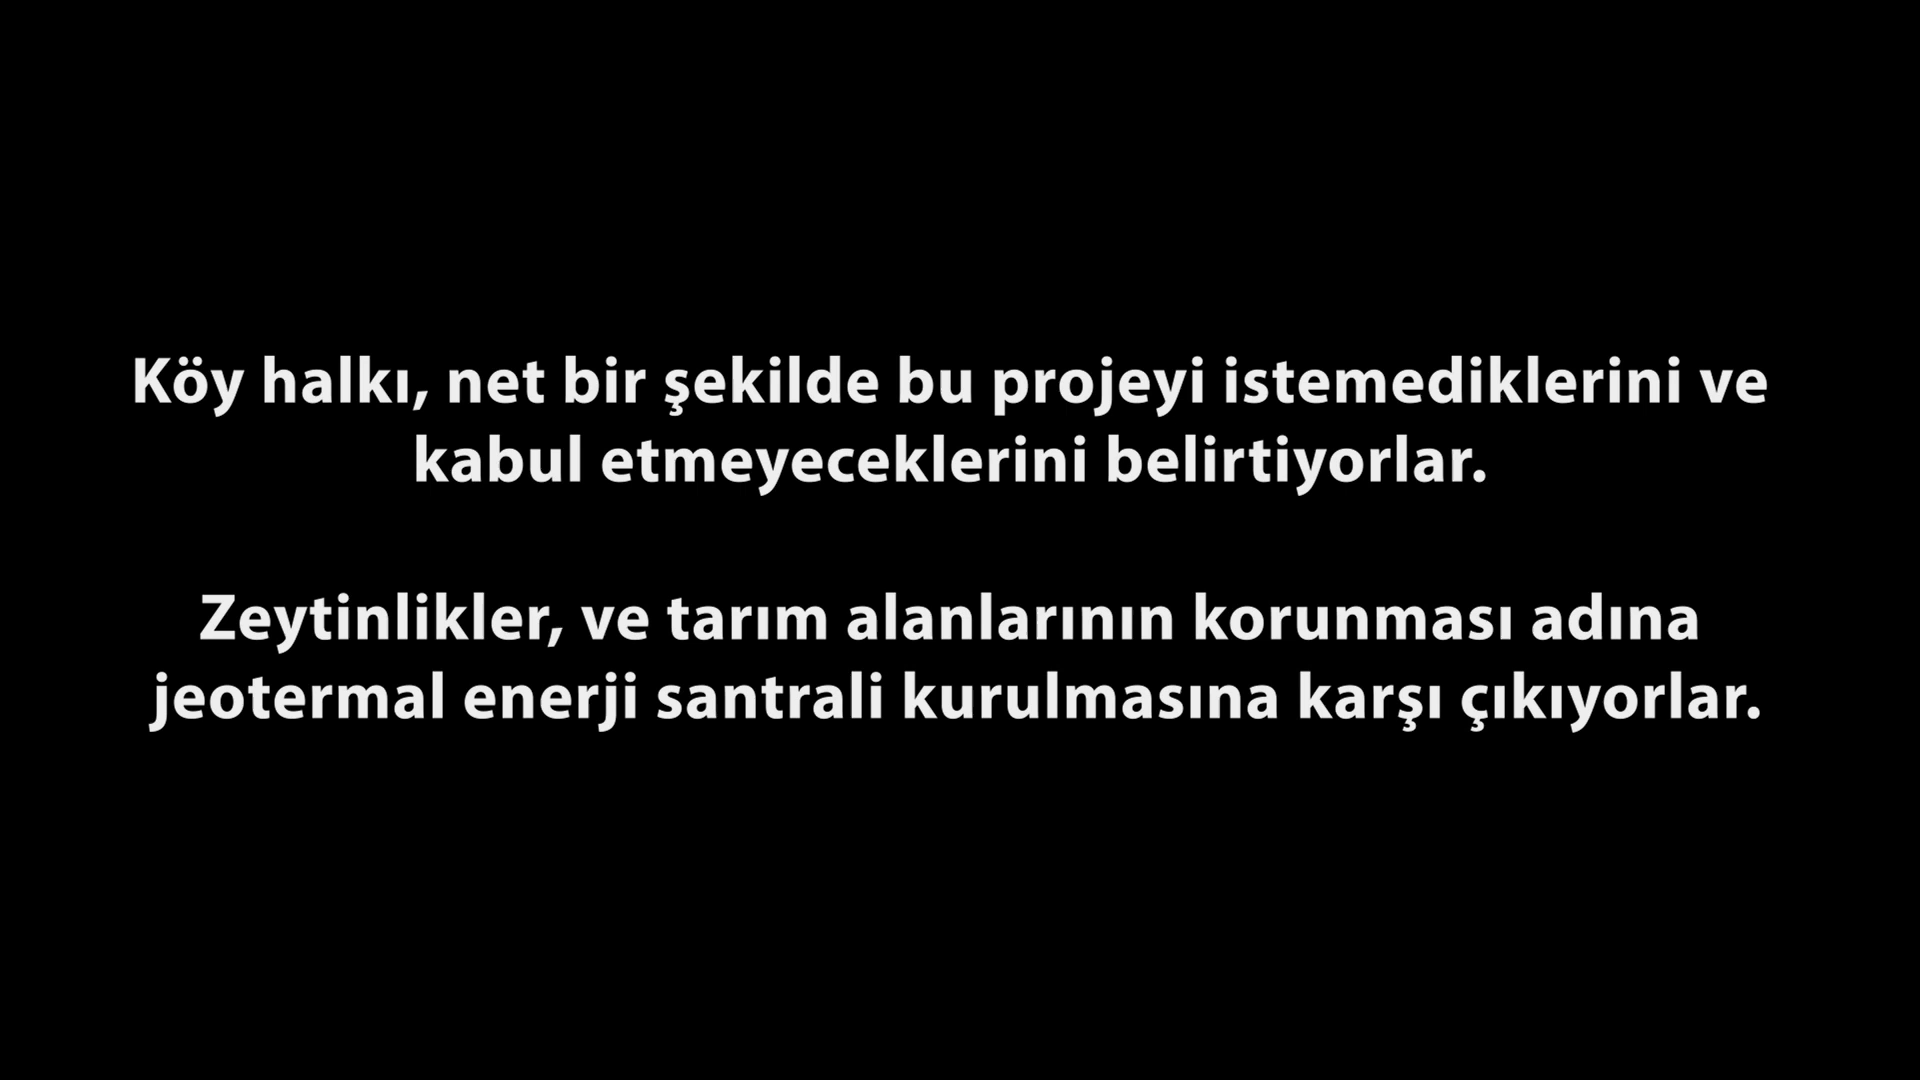 Köy halkı, net bir şekilde bu projeyi istemediklerini ve
kabul etmeyeceklerini belirtiyorlar.
Zeytinlikler, ve tarım alanlarının korunması adına
jeotermal enerji santrali kurulmasına karşı çıkıyorlar.